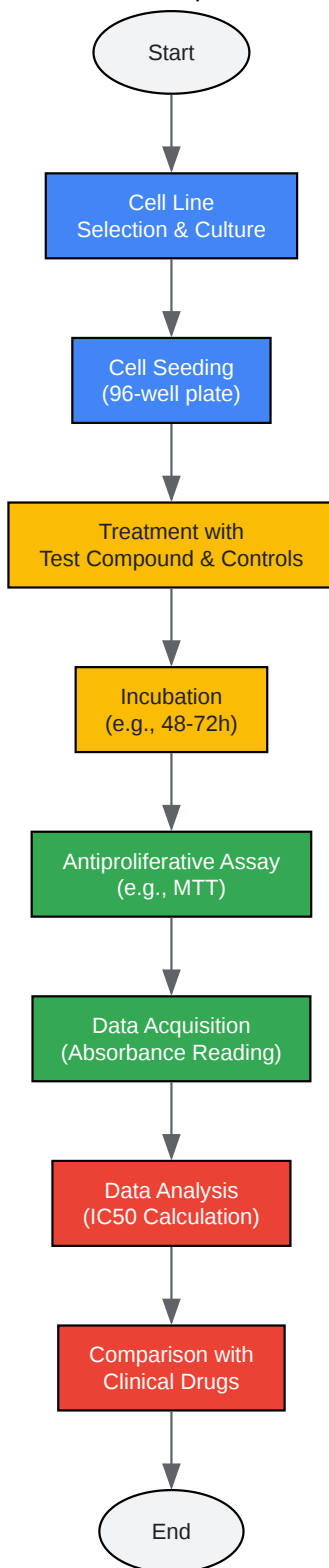 Start
Cell Line
Selection & Culture
Cell Seeding
(96-well plate)
Treatment with
Test Compound & Controls
Incubation
(e.g., 48-72h)
Antiproliferative Assay
(e.g., MTT)
Data Acquisition
(Absorbance Reading)
Data Analysis
(IC50 Calculation)
Comparison with
Clinical Drugs
End